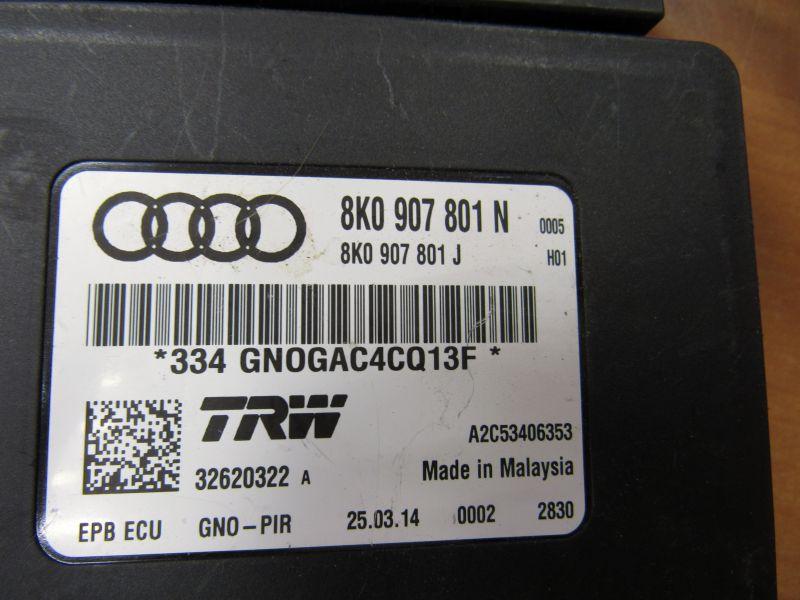 8K0 907 801 N 0005
8K0 907 801 J H01
*334 GNOGAC4CQ13F *
TRW A2C53406353
32620322 A Made in Malaysia
EPB ECU GNO-PIR 25.03.14 0002 2830